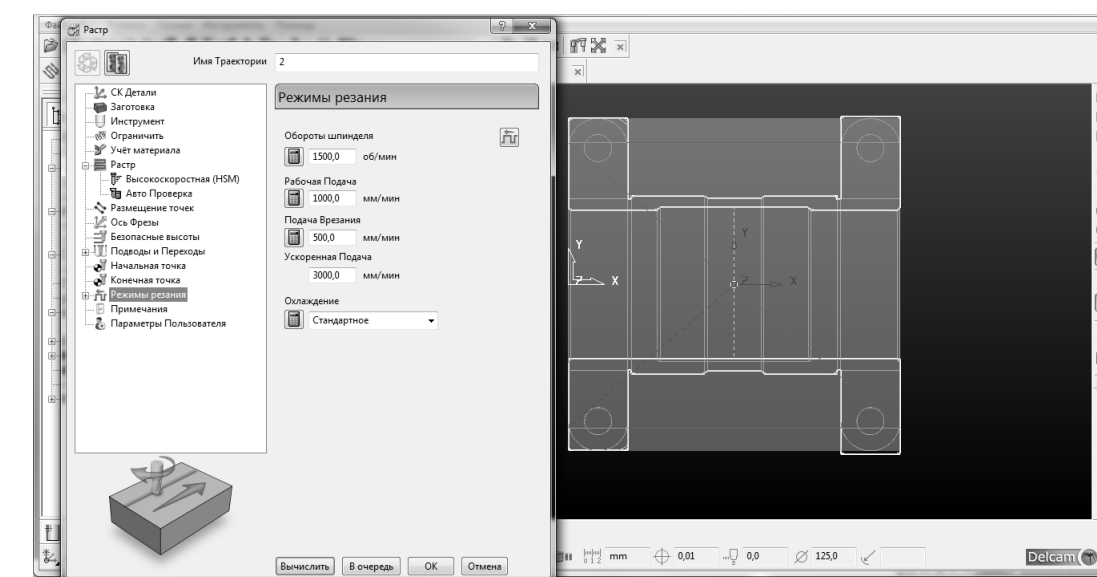 Растр
Имя Траектории 2
СК Детали
Заготовка
Инструмент
Ограничить
Учёт материала
Растр
Высокоскоростная (HSM)
Авто Проверка
Размещение точек
Ось Фрезы
Безопасные высоты
Подводы и Переходы
Начальная точка
Конечная точка
Режимы резания
Примечания
Параметры Пользователя
Режимы резания
Обороты шпинделя
1500,0 об/мин
Рабочая Подача
1000,0 мм/мин
Подача Врезания
500,0 мм/мин
Ускоренная Подача
3000,0 мм/мин
Охлаждение
Стандартное
Вычислить В очередь ОК Отмена
Y
Z X
Y
Z X
mm 0,01 0,0 125,0
Delcam